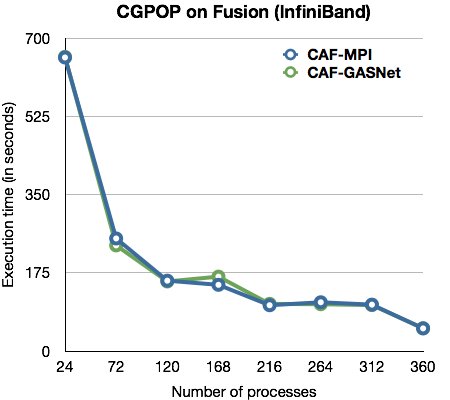 CGPOP on Fusion (InfiniBand)
700
CAF-MPI
CAF-GASNet
525
350
175
0
Execution time (in seconds)
24 72 120 168 216 264 312 360
Number of processes